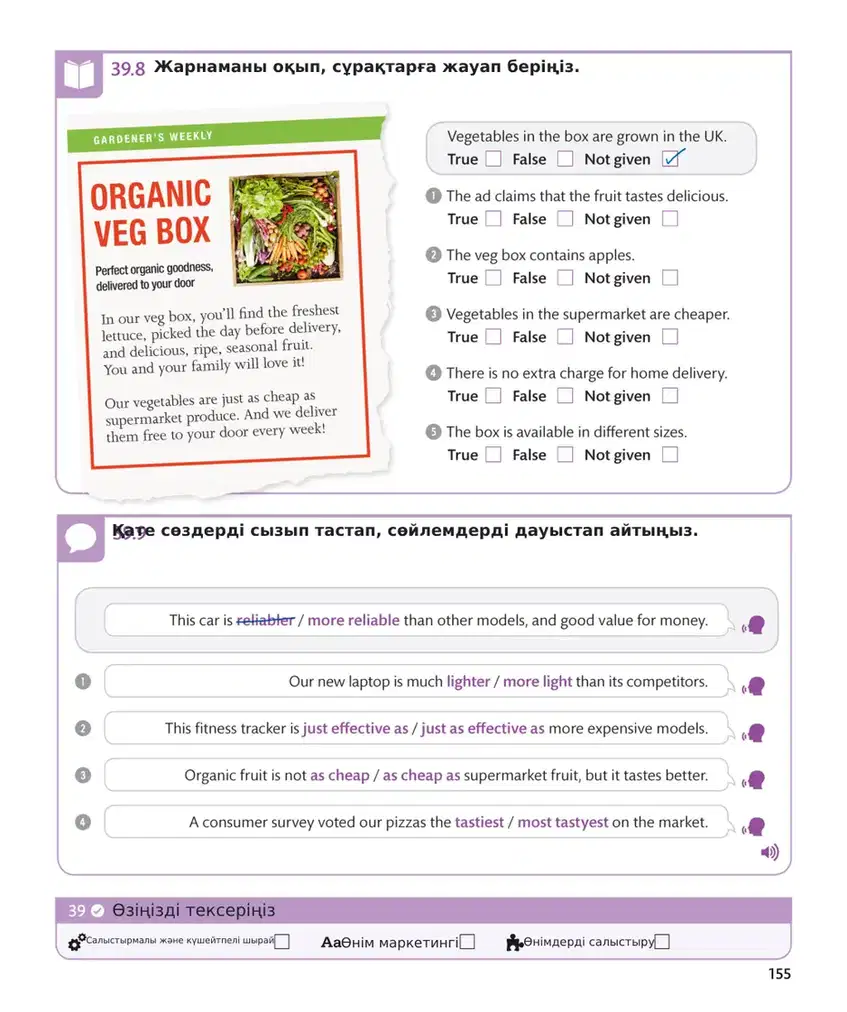 39.8 Жарнаманы оқып, сұрақтарға жауап беріңіз.
GARDENER'S WEEKLY
ORGANIC
VEG BOX
Perfect organic goodness,
delivered to your door
In our veg box, you'll find the freshest
lettuce, picked the day before delivery,
and delicious, ripe, seasonal fruit.
You and your family will love it!
Our vegetables are just as cheap as
supermarket produce. And we deliver
them free to your door every week!
Vegetables in the box are grown in the UK.
True False Not given
1 The ad claims that the fruit tastes delicious.
True False Not given
2 The veg box contains apples.
True False Not given
3 Vegetables in the supermarket are cheaper.
True False Not given
4 There is no extra charge for home delivery.
True False Not given
5 The box is available in different sizes.
True False Not given
39.9 Қате сөздерді сызып тастап, сөйлемдерді дауыстап айтыңыз.
This car is reliabler / more reliable than other models, and good value for money.
1 Our new laptop is much lighter / more light than its competitors.
2 This fitness tracker is just effective as / just as effective as more expensive models.
3 Organic fruit is not as cheap / as cheap as supermarket fruit, but it tastes better.
4 A consumer survey voted our pizzas the tastiest / most tastyest on the market.
39 Өзіңізді тексеріңіз
Салыстырмалы және күшейтпелі шырай AaӨнім маркетингі Өнімдерді салыстыру
155